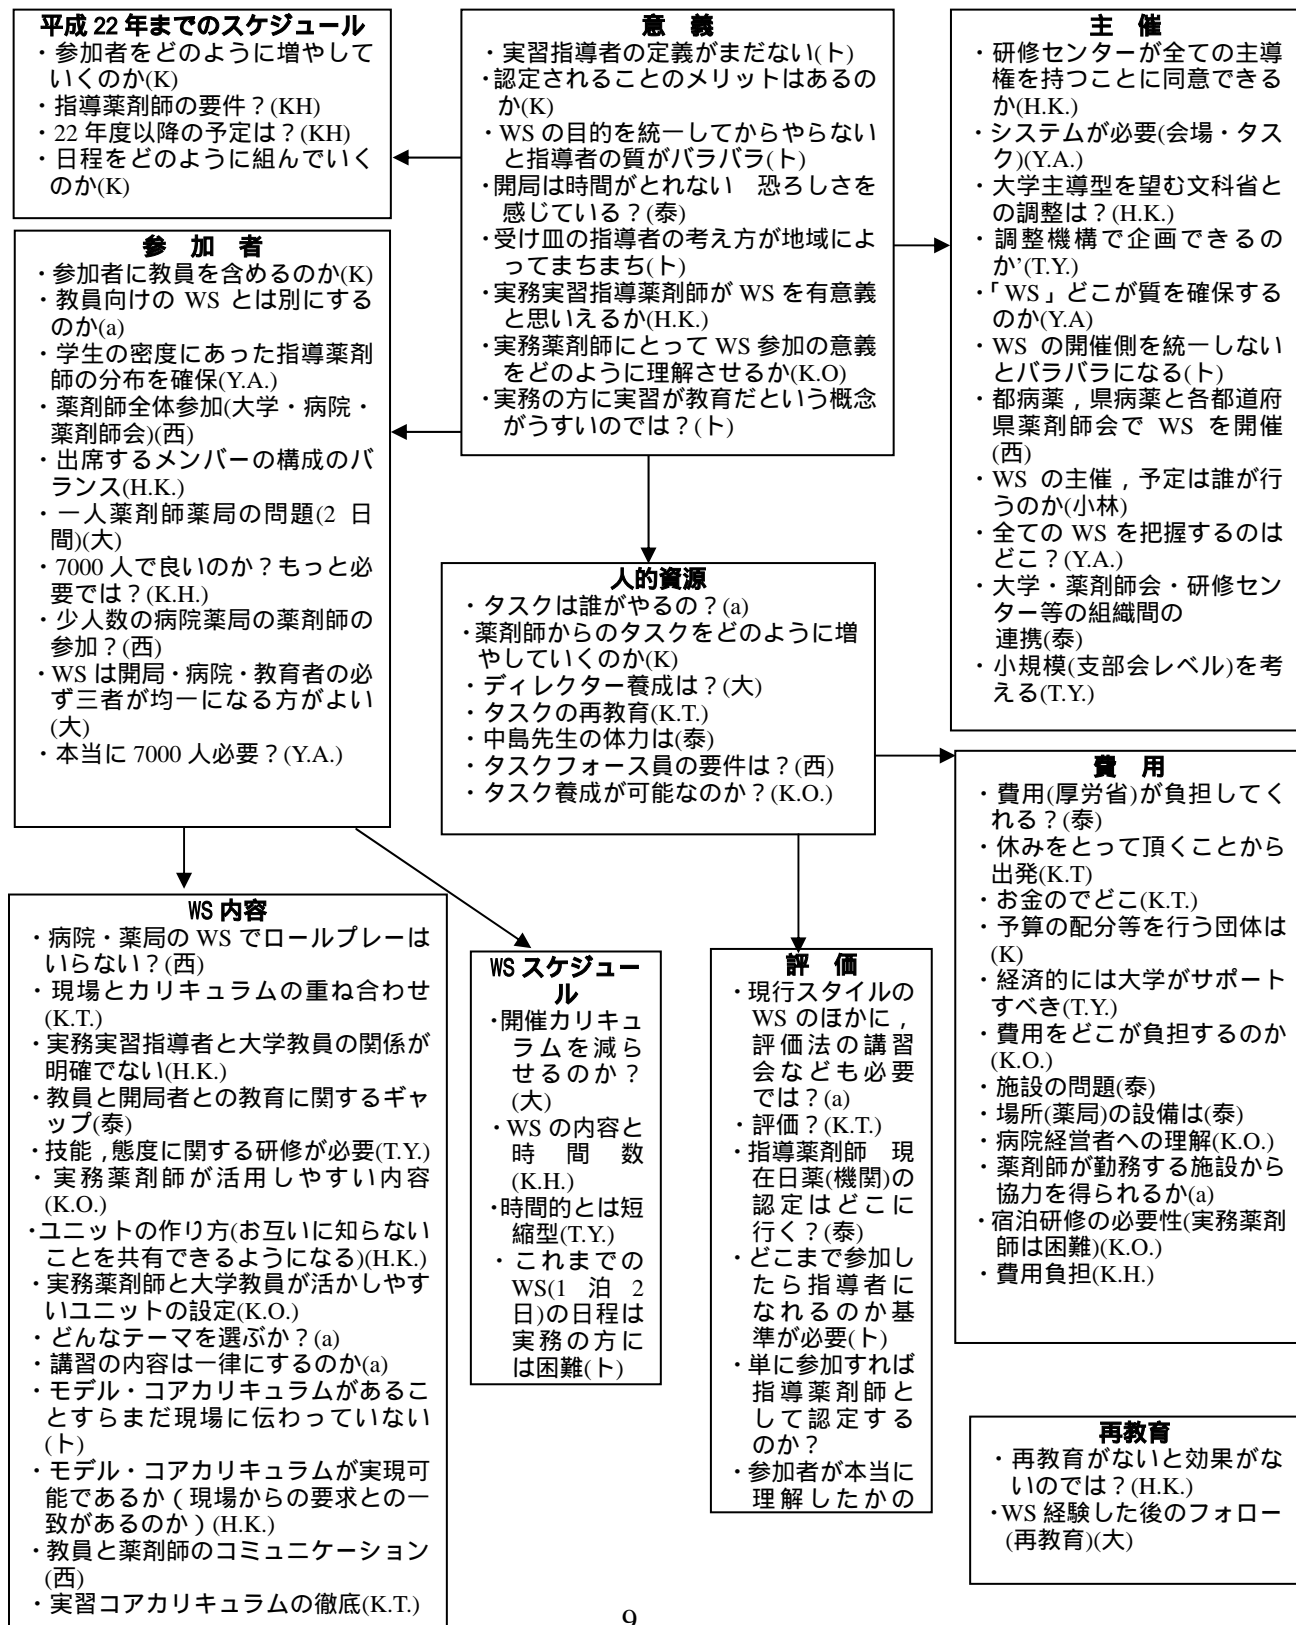 平成 22 年までのスケジュール
・参加者をどのように増やして
いくのか(K)
・指導薬剤師の要件？(KH)
・22 年度以降の予定は？(KH)
・日程をどのように組んでいく
のか(K)
意　義
・実習指導者の定義がまだない(ト)
・認定されることのメリットはあるの
か(K)
・WS の目的を統一してからやらない
と指導者の質がバラバラ(ト)
・開局は時間がとれない　恐ろしさを
感じている？(泰)
・受け皿の指導者の考え方が地域によ
ってまちまち(ト)
・実務実習指導薬剤師が WS を有意義
と思いえるか(H.K.)
・実務薬剤師にとって WS 参加の意義
をどのように理解させるか(K.O)
・実務の方に実習が教育だという概念
がうすいのでは？(ト)
主　催
・研修センターが全ての主導
権を持つことに同意できる
か(H.K.)
・システムが必要(会場・タス
ク)(Y.A.)
・大学主導型を望む文科省と
の調整は？(H.K.)
・調整機構で企画できるの
か’(T.Y.)
・「WS」どこが質を確保する
のか(Y.A)
・WS の開催側を統一しない
とバラバラになる(ト)
・都病薬，県病薬と各都道府
県薬剤師会で WS を開催
(西)
・WS の主催，予定は誰が行
うのか(小林)
・全ての WS を把握するのは
どこ？(Y.A.)
・大学・薬剤師会・研修セン
ター等の組織間の
連携(泰)
・小規模(支部会レベル)を考
える(T.Y.)
参　加　者
・参加者に教員を含めるのか(K)
・教員向けの WS とは別にする
のか(a)
・学生の密度にあった指導薬剤
師の分布を確保(Y.A.)
・薬剤師全体参加(大学・病院・
薬剤師会)(西)
・出席するメンバーの構成のバ
ランス(H.K.)
・一人薬剤師薬局の問題(2 日
間)(大)
・7000 人で良いのか？もっと必
要では？(K.H.)
・少人数の病院薬局の薬剤師の
参加？(西)
・WS は開局・病院・教育者の必
ず三者が均一になる方がよい
(大)
・本当に 7000 人必要？(Y.A.)
人的資源
・タスクは誰がやるの？(a)
・薬剤師からのタスクをどのように増
やしていくのか(K)
・ディレクター養成は？(大)
・タスクの再教育(K.T.)
・中島先生の体力は(泰)
・タスクフォース員の要件は？(西)
・タスク養成が可能なのか？(K.O.)
費　用
・費用(厚労省)が負担してく
れる？(泰)
・休みをとって頂くことから
出発(K.T)
・お金のでどこ(K.T.)
・予算の配分等を行う団体は
(K)
・経済的には大学がサポート
すべき(T.Y.)
・費用をどこが負担するのか
(K.O.)
・施設の問題(泰)
・場所(薬局)の設備は(泰)
・病院経営者への理解(K.O.)
・薬剤師が勤務する施設から
協力を得られるか(a)
・宿泊研修の必要性(実務薬剤
師は困難)(K.O.)
・費用負担(K.H.)
WS 内容
・病院・薬局の WS でロールプレーは
いらない？(西)
・現場とカリキュラムの重ね合わせ
(K.T.)
・実務実習指導者と大学教員の関係が
明確でない(H.K.)
・教員と開局者との教育に関するギャ
ップ(泰)
・技能，態度に関する研修が必要(T.Y.)
・実務薬剤師が活用しやすい内容
(K.O.)
・ユニットの作り方(お互いに知らない
ことを共有できるようになる)(H.K.)
・実務薬剤師と大学教員が活かしやす
いユニットの設定(K.O.)
・どんなテーマを選ぶか？(a)
・講習の内容は一律にするのか(a)
・モデル・コアカリキュラムがあるこ
とすらまだ現場に伝わっていない
(ト)
・モデル・コアカリキュラムが実現可
能であるか（現場からの要求との一
致があるのか）(H.K.)
・教員と薬剤師のコミュニケーション
(西)
・実習コアカリキュラムの徹底(K.T.)
WS スケジュー
ル
・開催カリキュ
ラムを減ら
せるのか？
(大)
・WS の内容と
時間数
(K.H.)
・時間的とは短
縮型(T.Y.)
・これまでの
WS(1 泊 2
日)の日程は
実務の方に
は困難(ト)
評　価
・現行スタイルの
WS のほかに，
評価法の講習
会なども必要
では？(a)
・評価？(K.T.)
・指導薬剤師　現
在日薬(機関)の
認定はどこに
行く？(泰)
・どこまで参加し
たら指導者に
なれるのか基
準が必要(ト)
・単に参加すれば
指導薬剤師と
して認定する
のか？
・参加者が本当に
理解したかの
再教育
・再教育がないと効果がな
いのでは？(H.K.)
・WS 経験した後のフォロー
(再教育)(大)
9